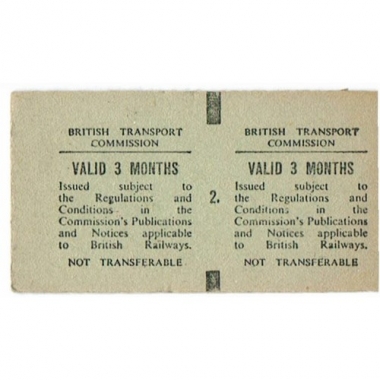 BRITISH TRANSPORT
COMMISSION
VALID 3 MONTHS
Issued subject to
the Regulations and
Conditions in the
Commission's Publications
and Notices applicable
to British Railways.
NOT TRANSFERABLE
2.
BRITISH TRANSPORT
COMMISSION
VALID 3 MONTHS
Issued subject to
the Regulations and
Conditions in the
Commission's Publications
and Notices applicable
to British Railways.
NOT TRANSFERABLE